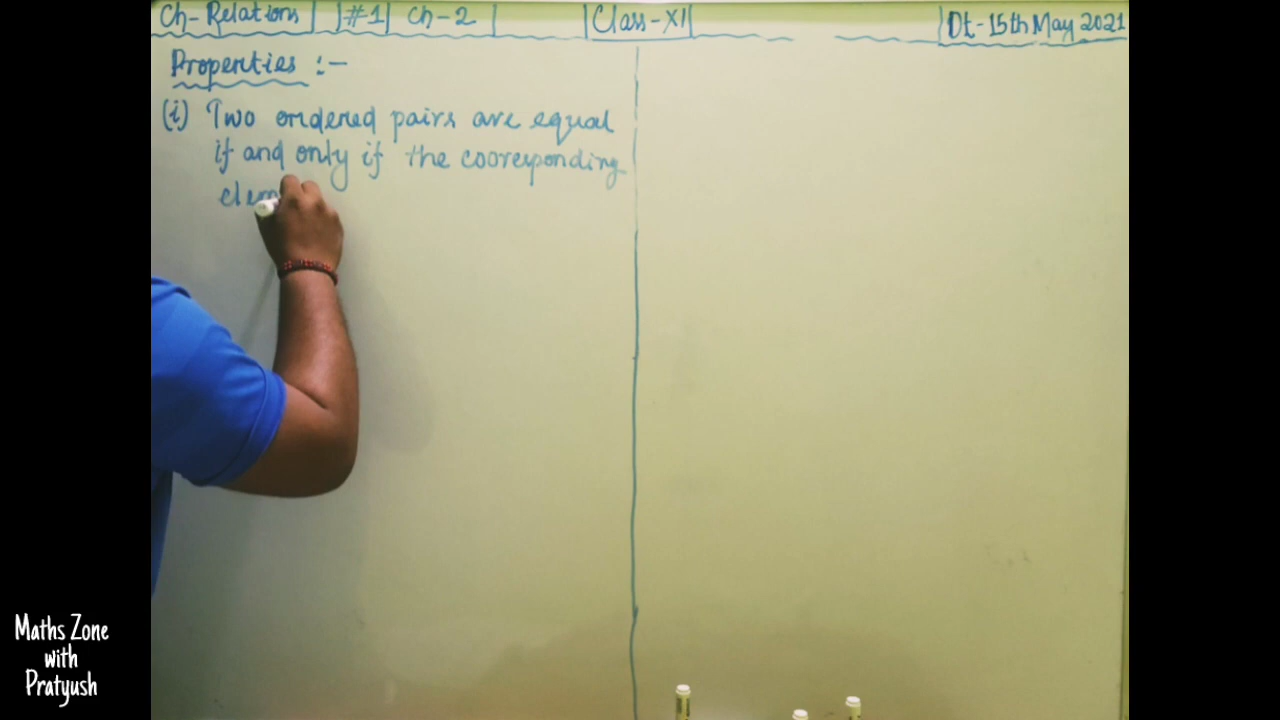 Ch-Relations | #1 | Ch-2 | Class-XI | Dt-15th May 2021
Properties :-
(i) Two ordered pairs are equal
if and only if the cooresponding
Maths Zone
with
Pratyush